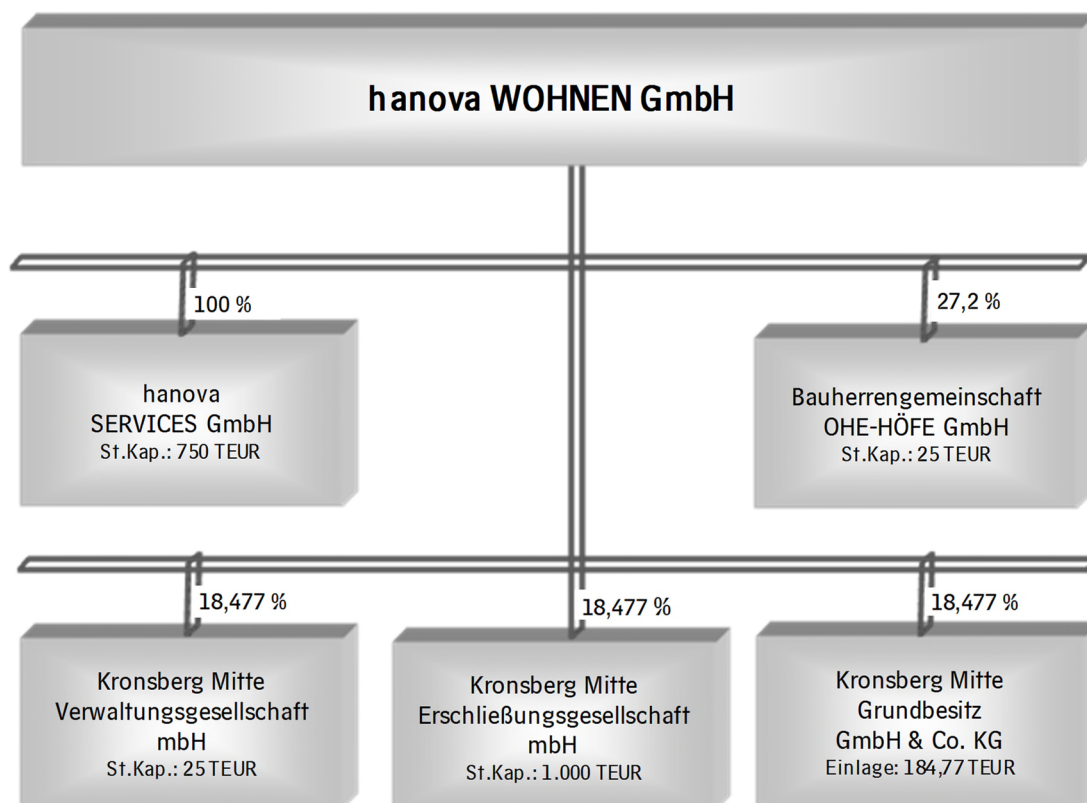 hanova WOHNEN GmbH
100 %
27,2 %
hanova
SERVICES GmbH
St.Kap.: 750 TEUR
Bauherrengemeinschaft
OHE-HÖFE GmbH
St.Kap.: 25 TEUR
18,477 %
18,477 %
18,477 %
Kronsberg Mitte
Verwaltungsgesellschaft
mbH
St.Kap.: 25 TEUR
Kronsberg Mitte
Erschließungsgesellschaft
mbH
St.Kap.: 1.000 TEUR
Kronsberg Mitte
Grundbesitz
GmbH & Co. KG
Einlage: 184,77 TEUR